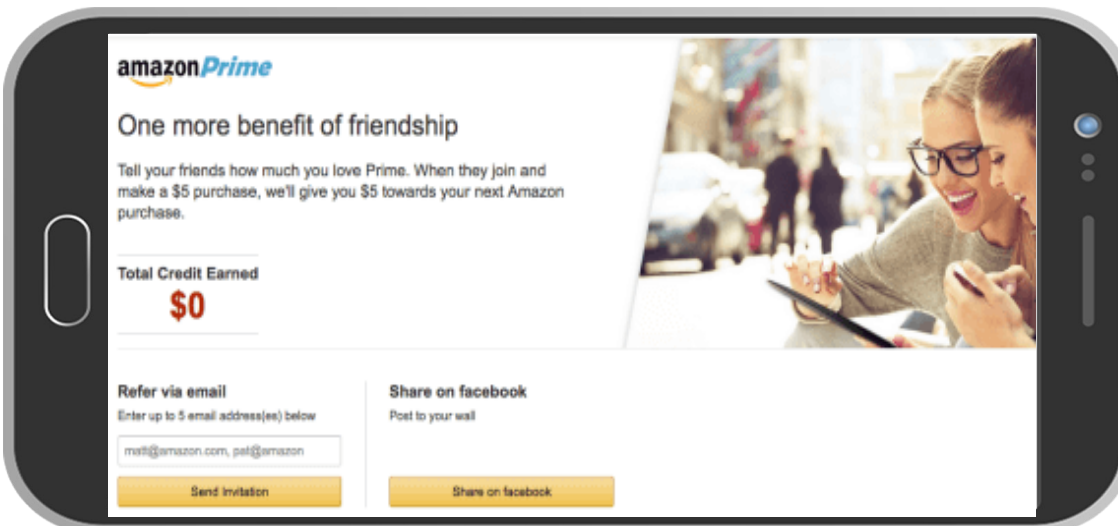 amazonPrime
One more benefit of friendship
Tell your friends how much you love Prime. When they join and
make a $5 purchase, we'll give you $5 towards your next Amazon
purchase.
Total Credit Earned
$0
Refer via email
Enter up to 5 email address(es) below
matt@amazon.com, pat@amazon
Send Invitation
Share on facebook
Post to your wall
Share on facebook